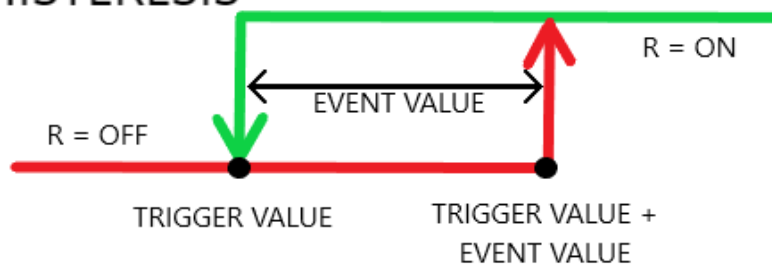 R = ON
EVENT VALUE
R = OFF
TRIGGER VALUE
TRIGGER VALUE +
EVENT VALUE